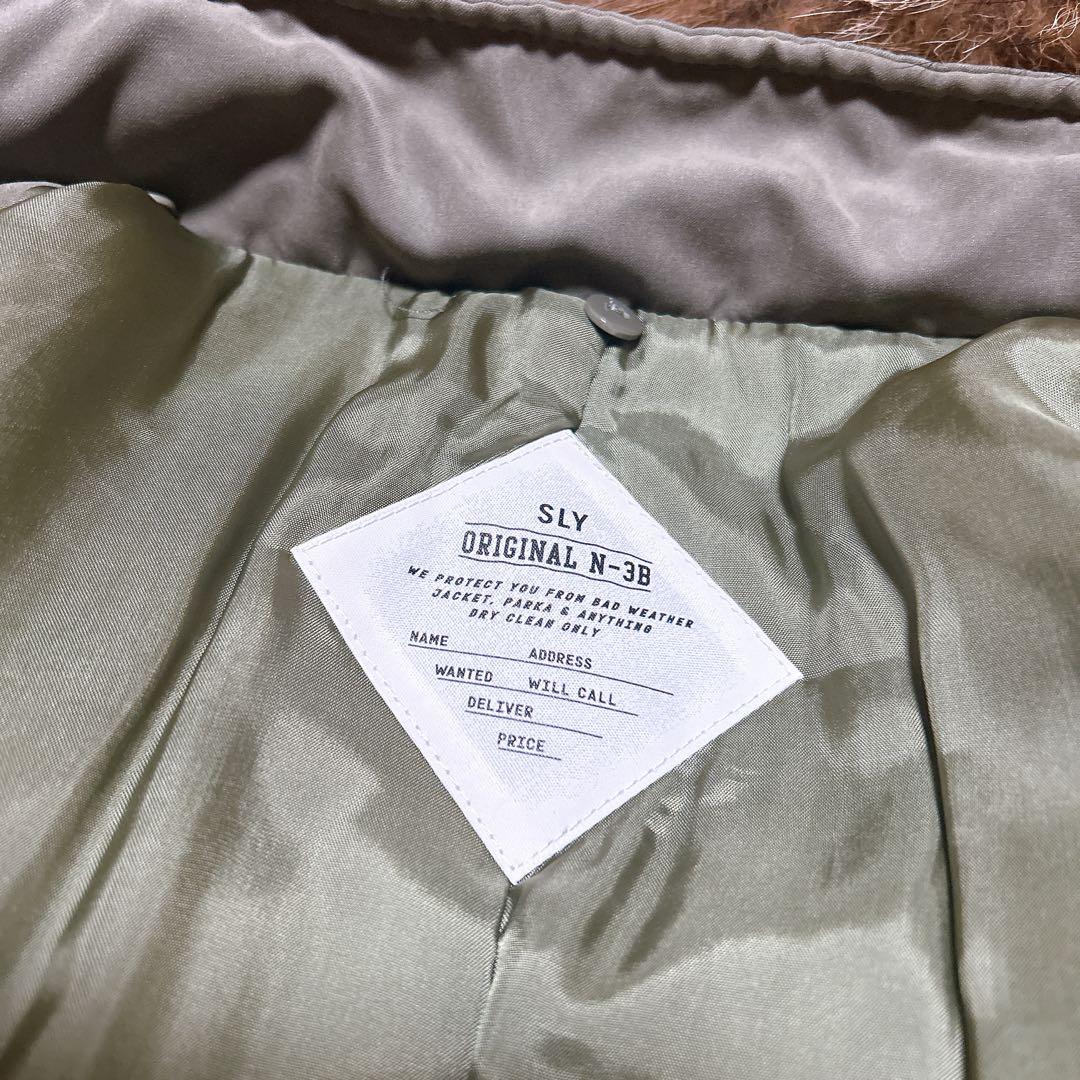 SLY
ORIGINAL N-3B
WE PROTECT YOU FROM BAD WEATHER
JACKET, PARKA & ANYTHING
DRY CLEAN ONLY
NAME ADDRESS
WANTED WILL CALL
DELIVER
PRICE